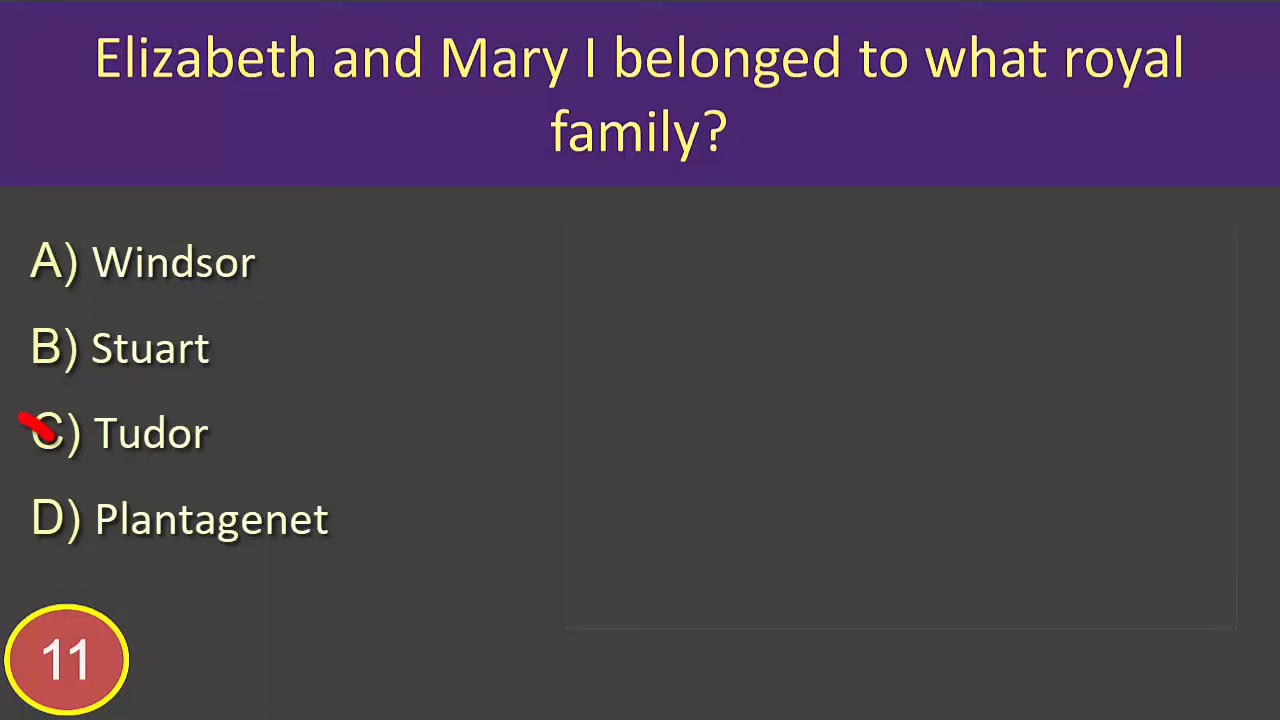 Elizabeth and Mary I belonged to what royal
family?
A) Windsor
B) Stuart
C) Tudor
D) Plantagenet
11